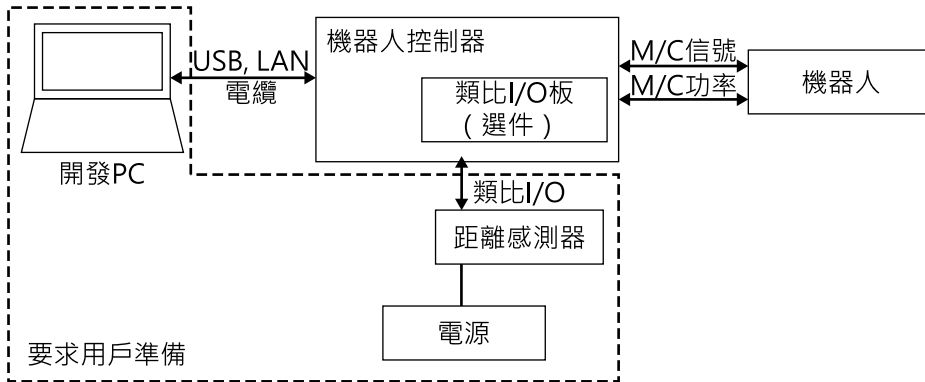 開發PC
USB, LAN
電纜
機器人控制器
類比I/O板
（選件）
M/C信號
M/C功率
機器人
類比I/O
距離感測器
電源
要求用戶準備